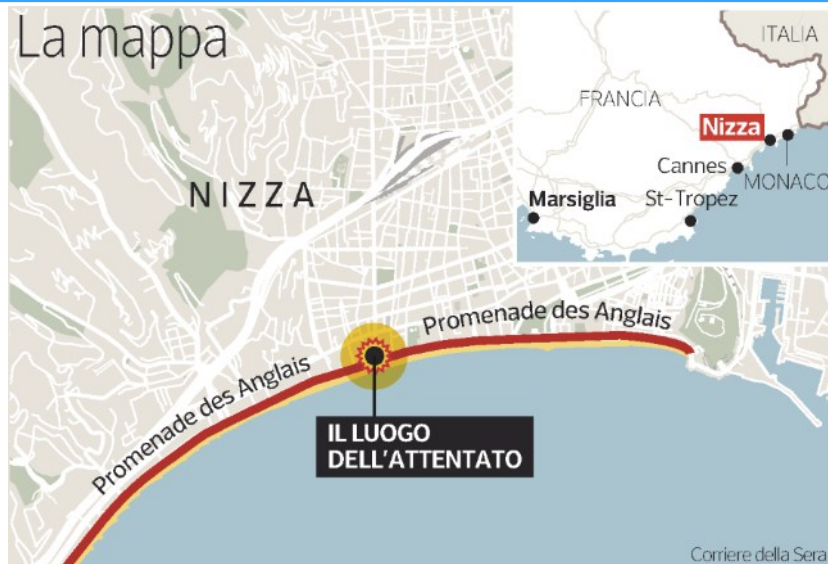 La mappa
NIZZA
Promenade des Anglais
Promenade des Anglais
IL LUOGO
DELL'ATTENTATO
ITALIA
FRANCIA
Nizza
Cannes
MONACO
Marsiglia
St-Tropez
Corriere della Sera